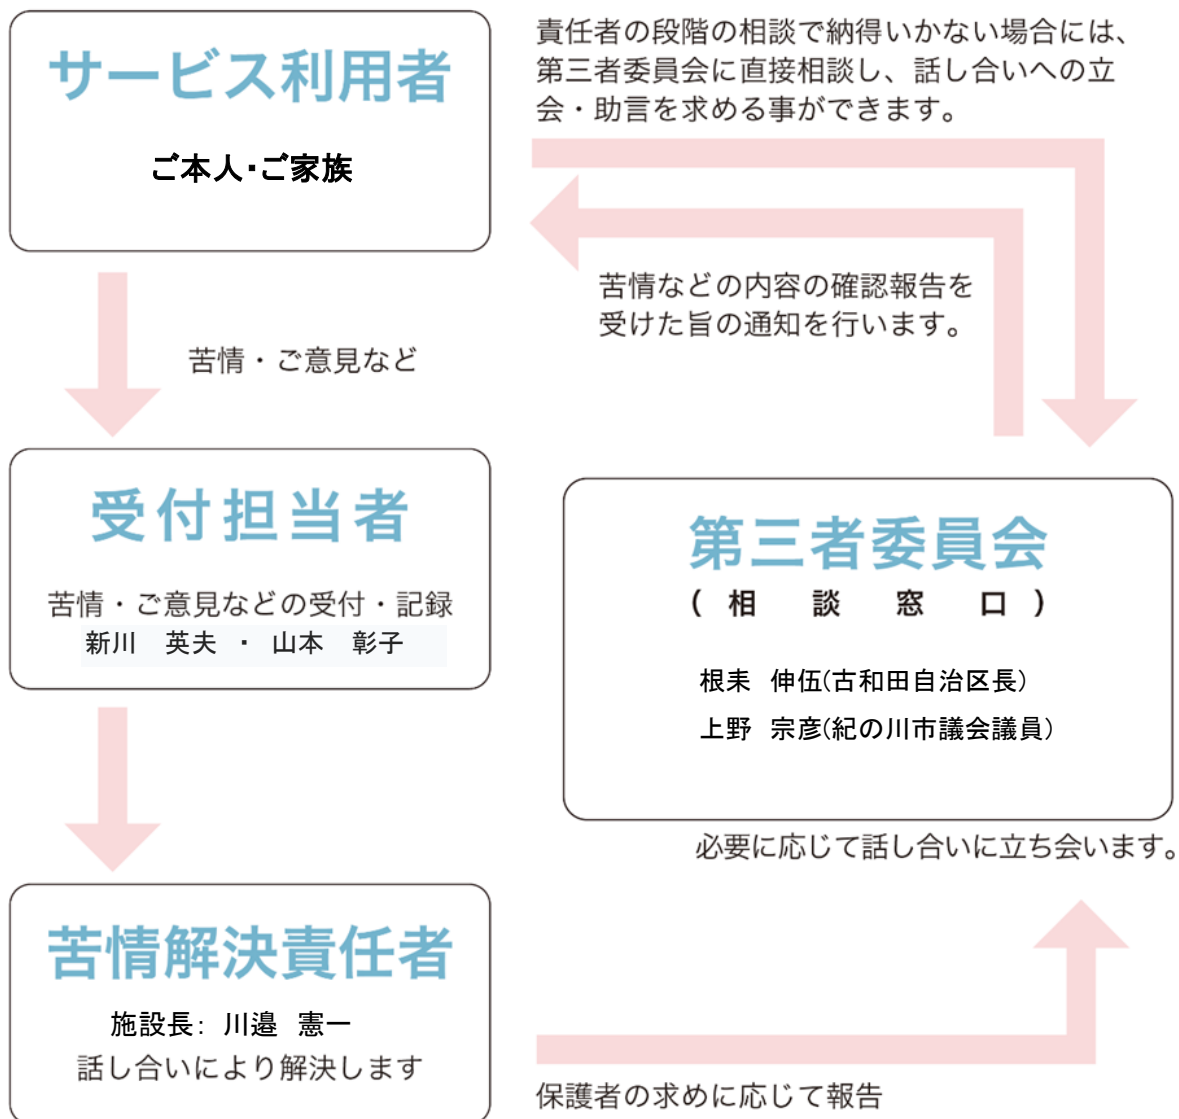 サービス利用者
ご本人・ご家族
責任者の段階の相談で納得いかない場合には、
第三者委員会に直接相談し、話し合いへの立
会・助言を求める事ができます。
苦情などの内容の確認報告を
受けた旨の通知を行います。
苦情・ご意見など
受付担当者
苦情・ご意見などの受付・記録
新川　英夫 ・ 山本　彰子
第三者委員会
(相談窓口)
根来　伸伍(古和田自治区長)
上野　宗彦(紀の川市議会議員)
必要に応じて話し合いに立ち会います。
苦情解決責任者
施設長： 川邉　憲一
話し合いにより解決します
保護者の求めに応じて報告